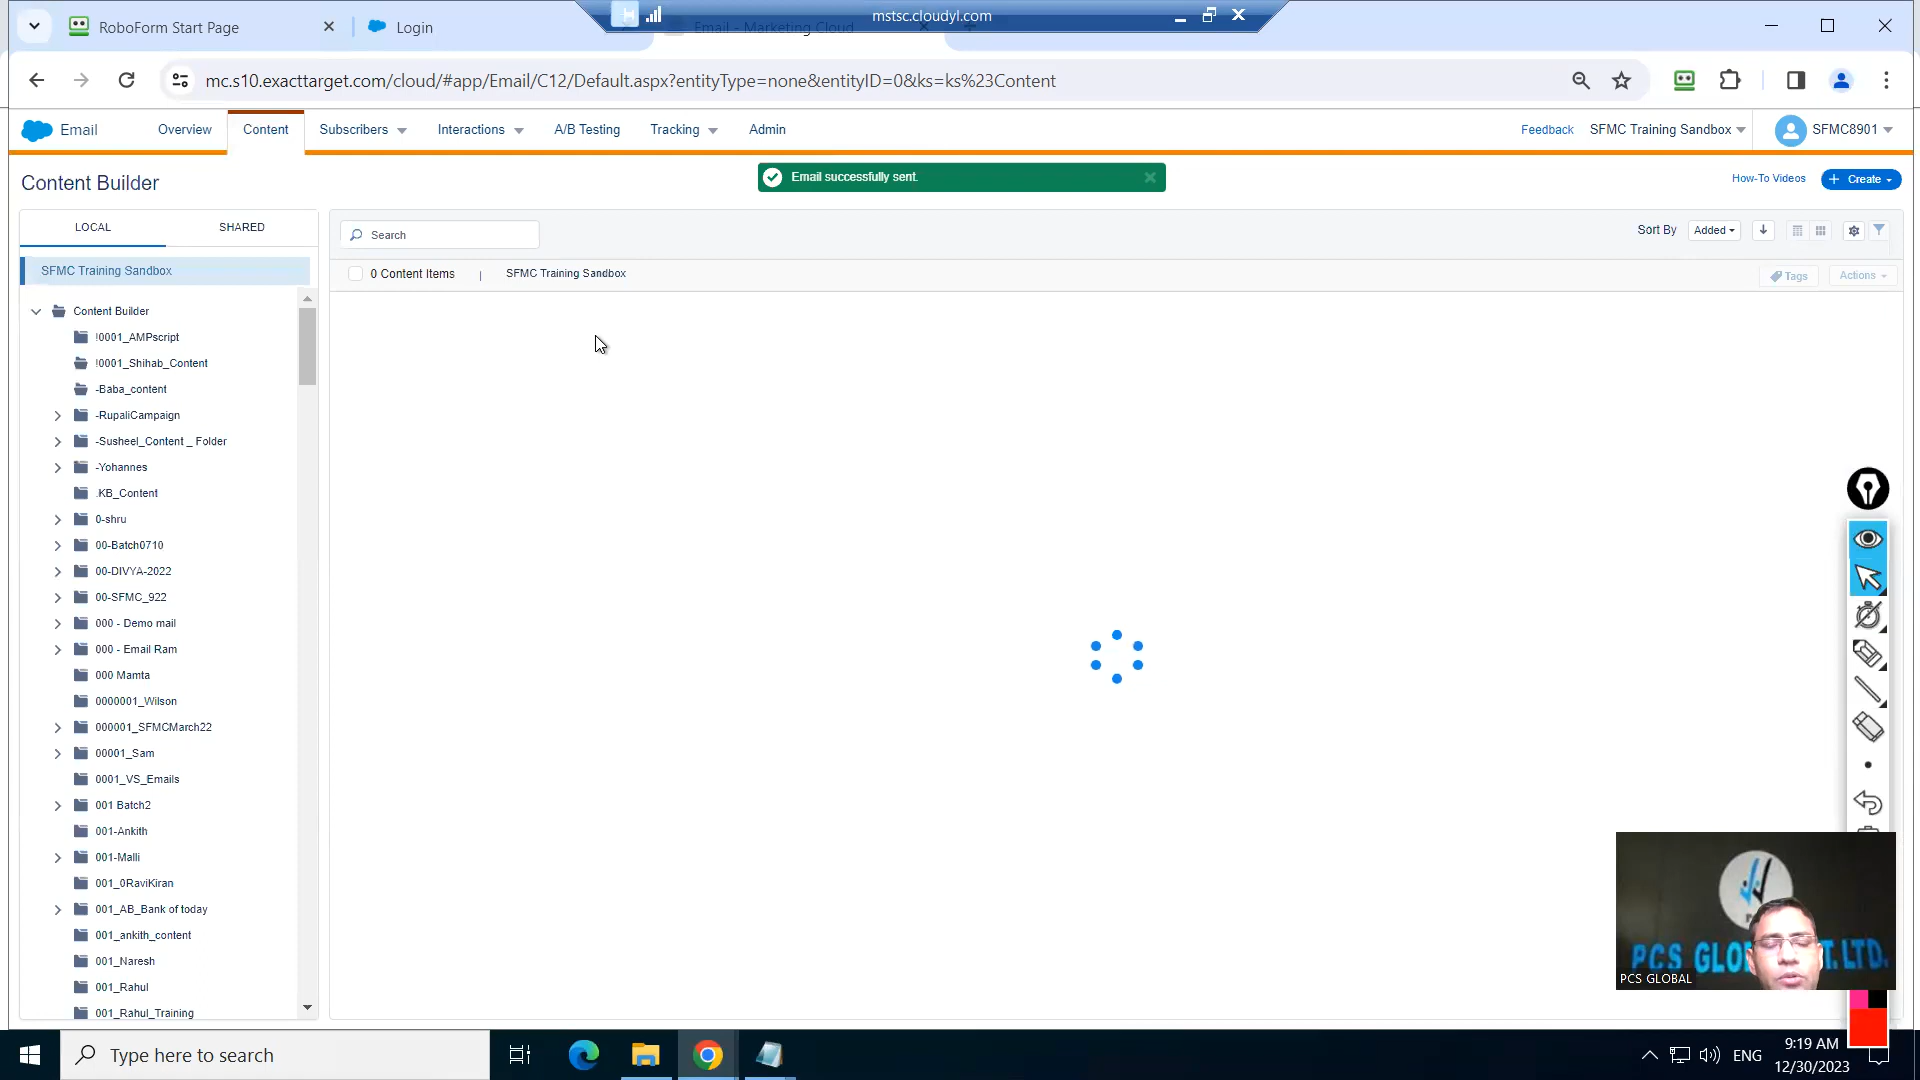 mstsc.cloudyl.com
RoboForm Start Page
Login
Email - Marketing Cloud
mc.s10.exacttarget.com/cloud/#app/Email/C12/Default.aspx?entityType=none&entityID=0&ks=ks%23Content
Email
Overview
Content
Subscribers
Interactions
A/B Testing
Tracking
Admin
Feedback
SFMC Training Sandbox
SFMC8901
Content Builder
Email successfully sent.
How-To Videos
+ Create
LOCAL
SHARED
Search
Sort By
Added
SFMC Training Sandbox
0 Content Items | SFMC Training Sandbox
Tags
Actions
Content Builder
!0001_AMPscript
!0001_Shihab_Content
-Baba_content
-RupaliCampaign
-Susheel_Content _ Folder
-Yohannes
.KB_Content
0-shru
00-Batch0710
00-DIVYA-2022
00-SFMC_922
000 - Demo mail
000 - Email Ram
000 Mamta
0000001_Wilson
000001_SFMCMarch22
00001_Sam
0001_VS_Emails
001 Batch2
001-Ankith
001-Malli
001_0RaviKiran
001_AB_Bank of today
001_ankith_content
001_Naresh
001_Rahul
001_Rahul_Training
PCS GLO T. LTD.
PCS GLOBAL
Type here to search
ENG
9:19 AM
12/30/2023